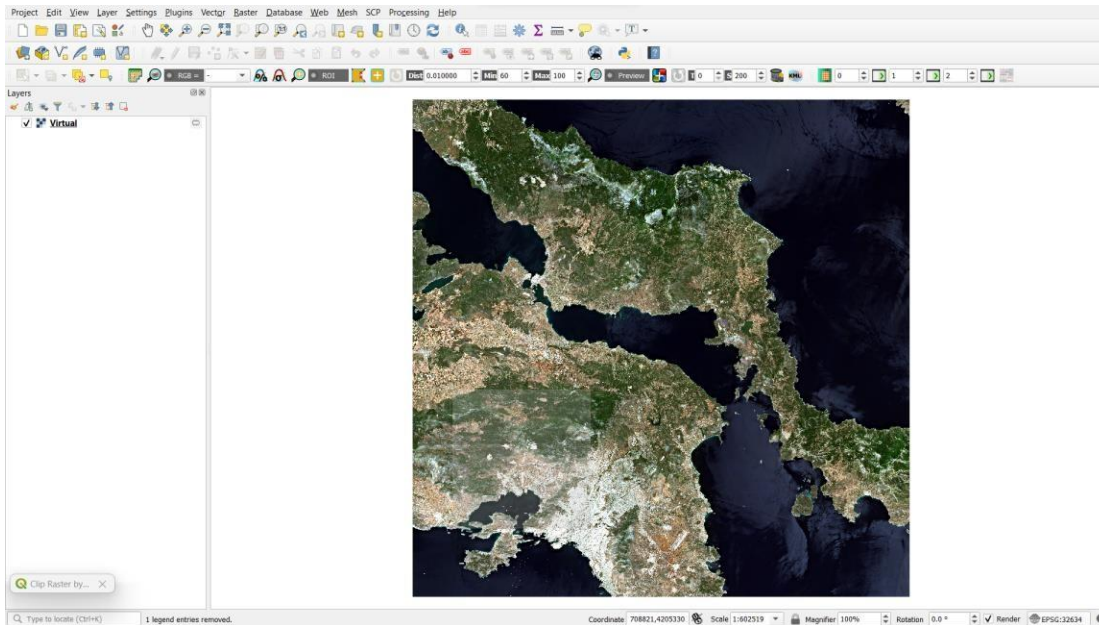 Project Edit View Layer Settings Plugins Vector Raster Database Web Mesh SCP Processing Help
RGB = - ROI Dist 0.010000 Min 60 Max 100 Preview T 0 S 200 KML 0 1 2
Layers
Virtual
Clip Raster by... X
Type to locate (Ctrl+K) 1 legend entries removed. Coordinate 708821,4205330 Scale 1:602519 Magnifier 100% Rotation 0.0 ° Render EPSG:32634